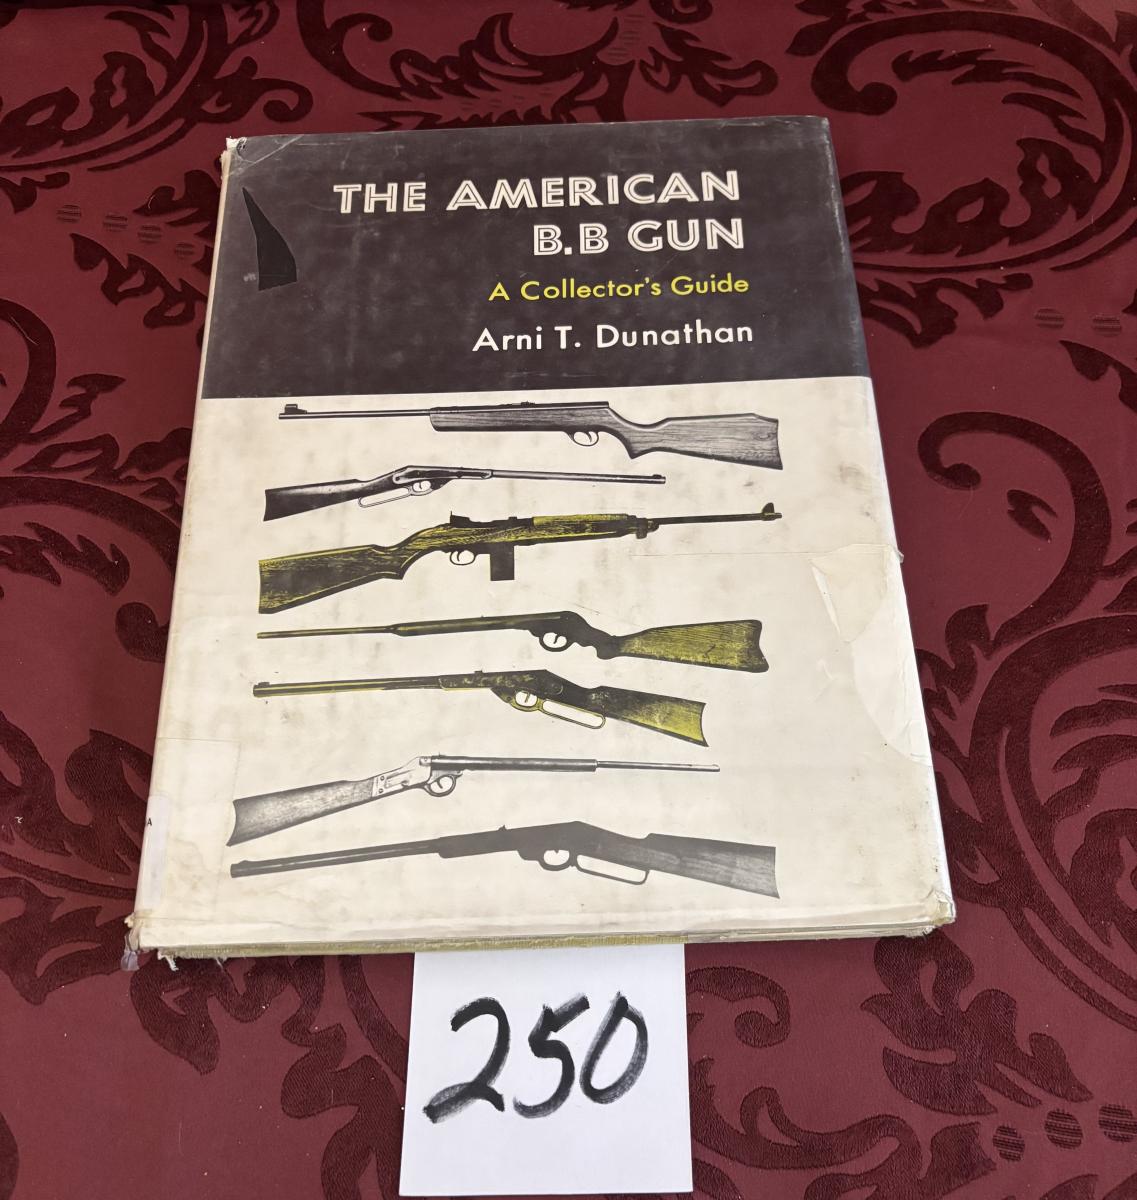 THE AMERICAN
B.B GUN
A Collector's Guide
Arni T. Dunathan
A
250